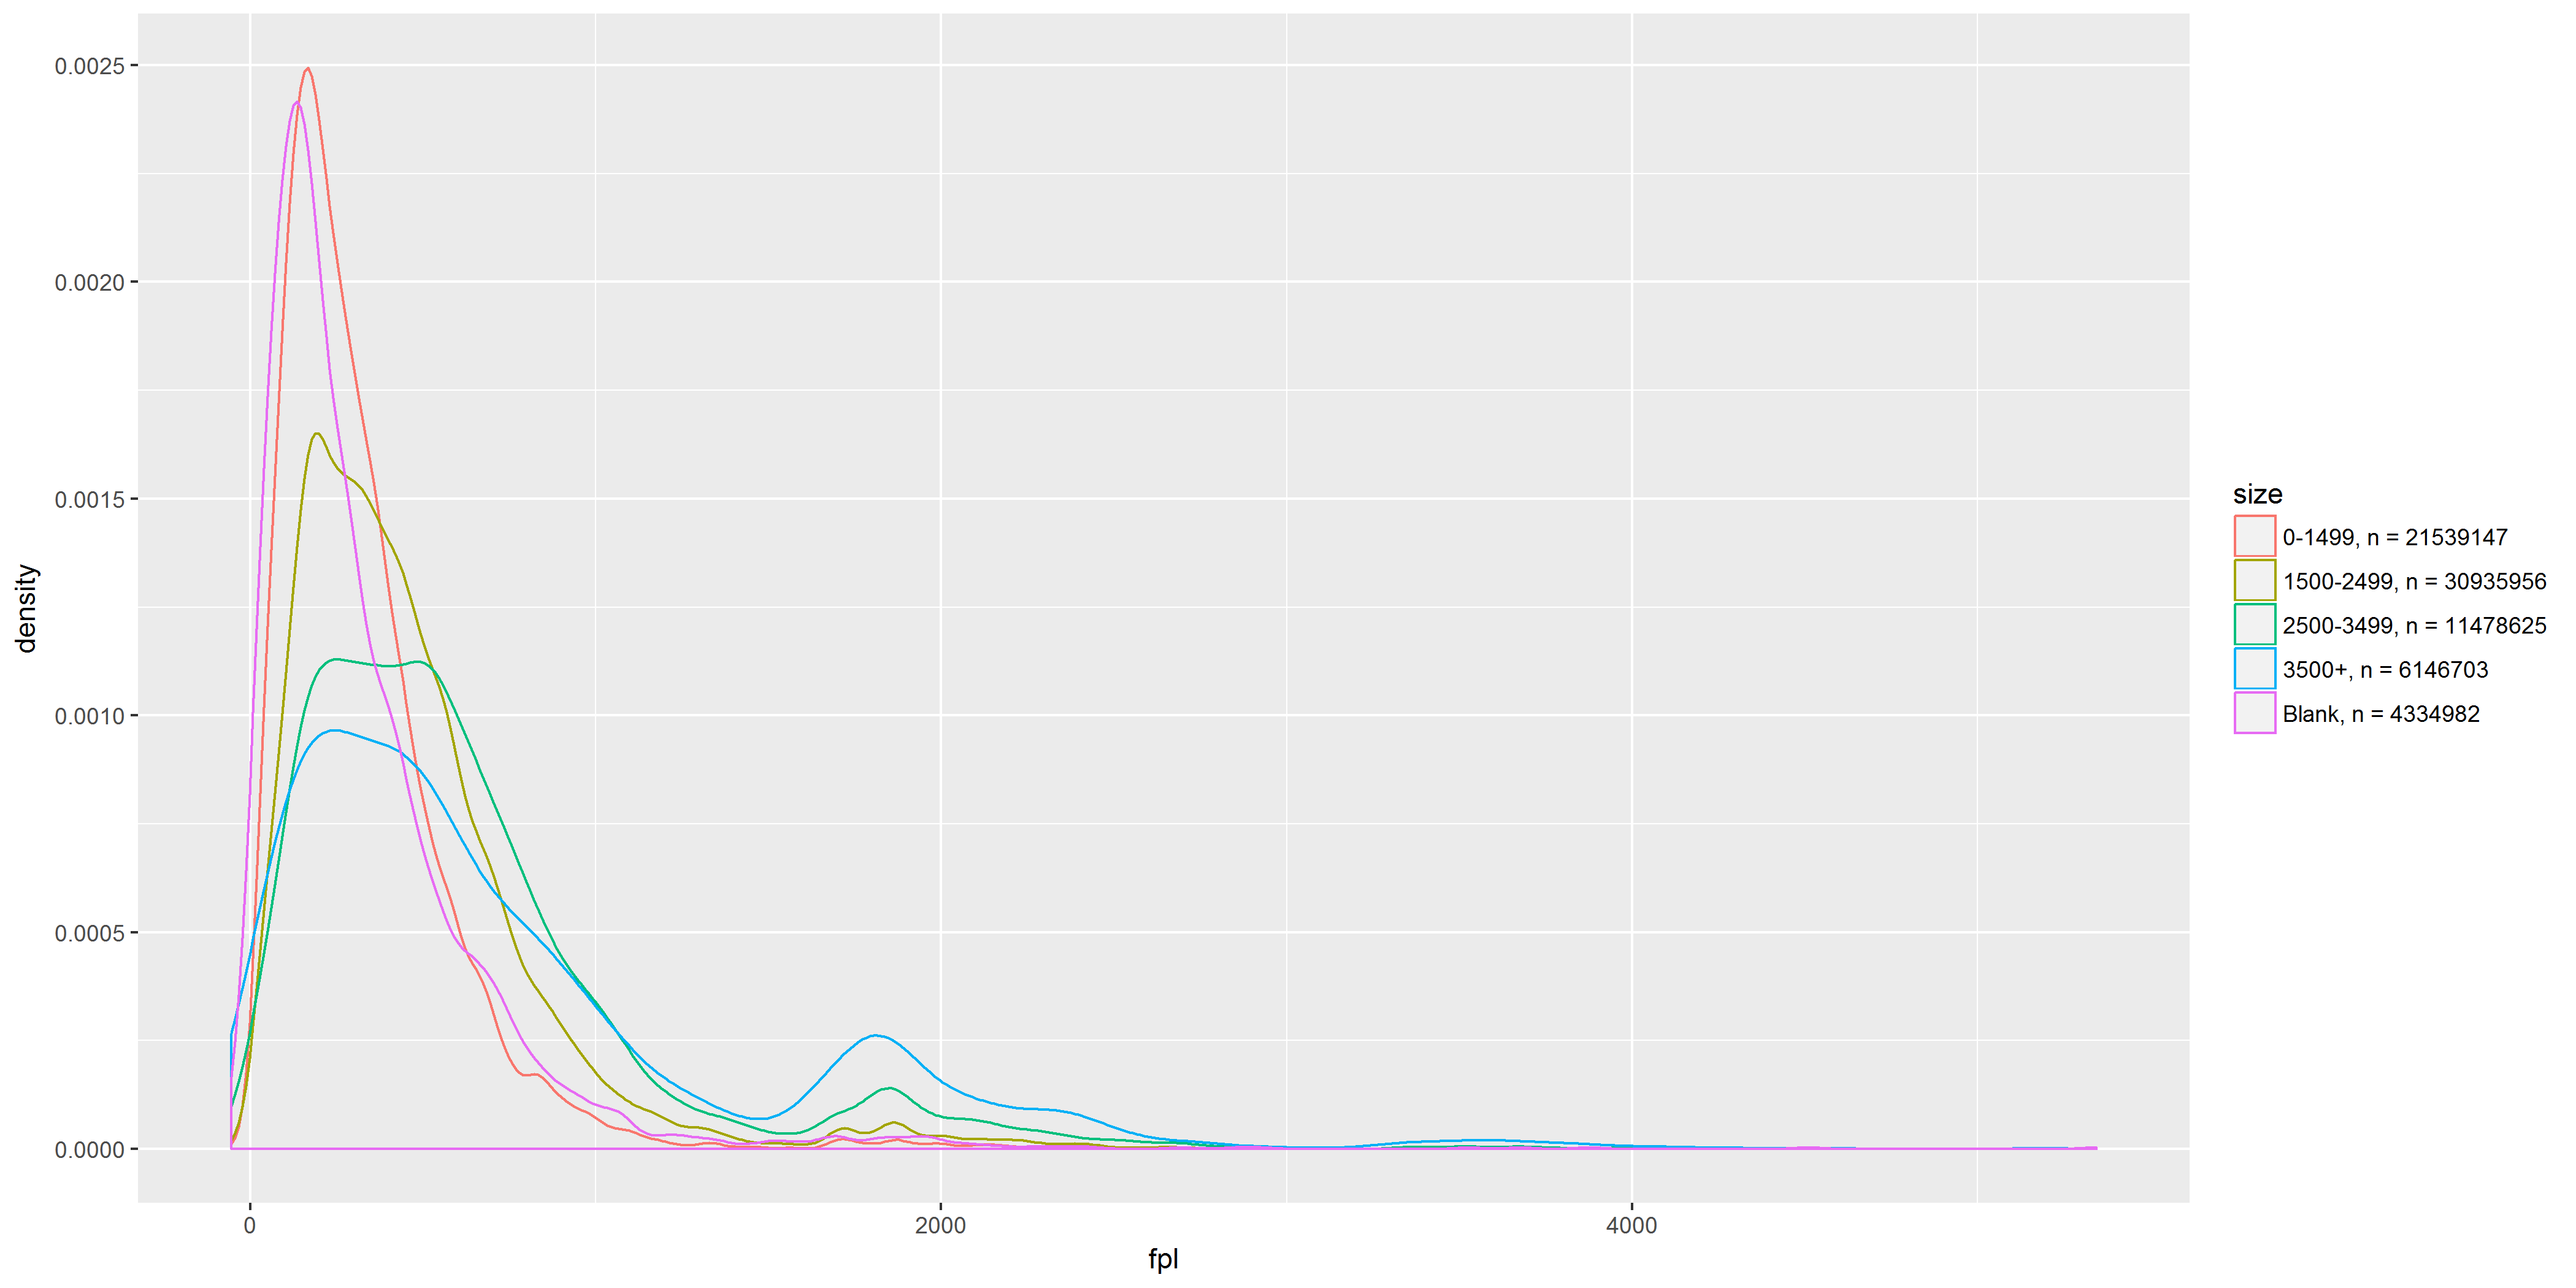 0.0025
0.0020
0.0015
0.0010
0.0005
0.0000
density
0
2000
4000
fpl
size
0-1499, n = 21539147
1500-2499, n = 30935956
2500-3499, n = 11478625
3500+, n = 6146703
Blank, n = 4334982